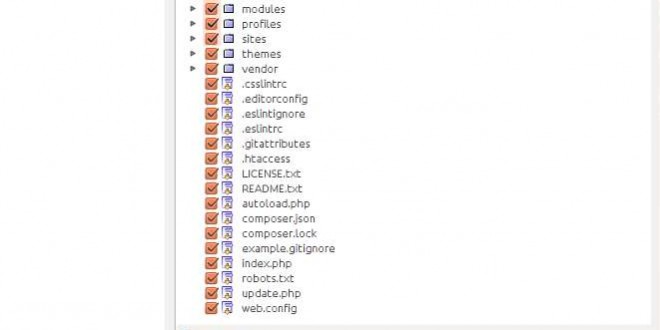 modules
profiles
sites
themes
vendor
.csslintrc
.editorconfig
.eslintignore
.eslintrc
.gitattributes
.htaccess
LICENSE.txt
README.txt
autoload.php
composer.json
composer.lock
example.gitignore
index.php
robots.txt
update.php
web.config